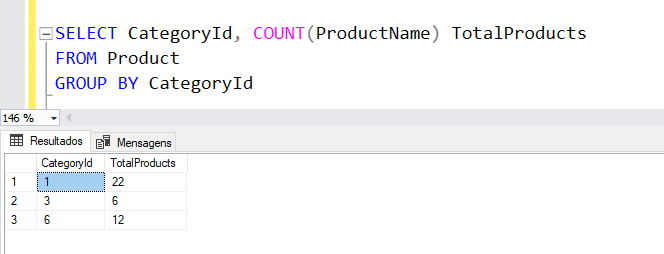 SELECT CategoryId, COUNT(ProductName) TotalProducts
FROM Product
GROUP BY CategoryId
146 %
Resultados Mensagens
CategoryId TotalProducts
1 1 22
2 3 6
3 6 12